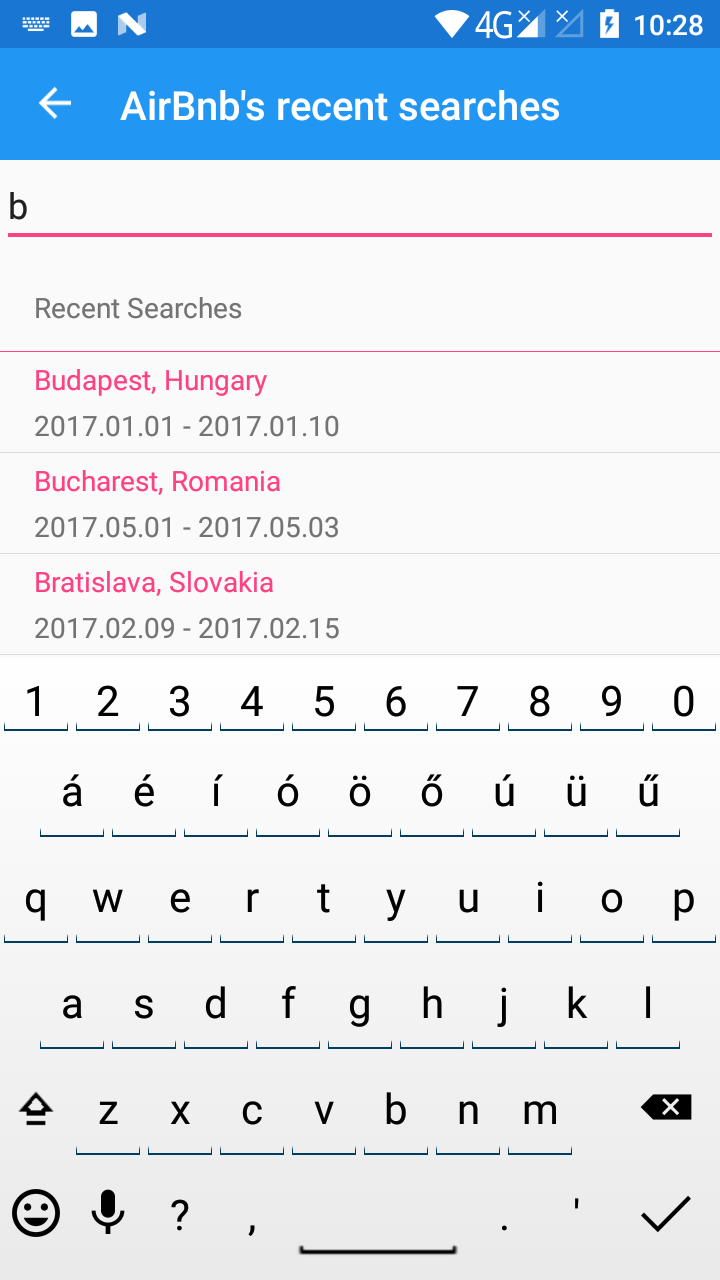 4G 10:28
AirBnb's recent searches
b
Recent Searches
Budapest, Hungary
2017.01.01 - 2017.01.10
Bucharest, Romania
2017.05.01 - 2017.05.03
Bratislava, Slovakia
2017.02.09 - 2017.02.15
1 2 3 4 5 6 7 8 9 0
á é í ó ö ő ú ü ű
q w e r t y u i o p
a s d f g h j k l
z x c v b n m
? , . '